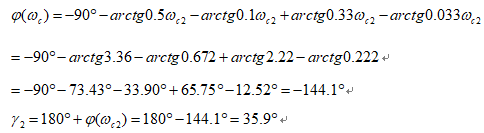 φ(ω_c) = −90° − arctg0.5ω_c2 − arctg0.1ω_c2 + arctg0.33ω_c2 − arctg0.033ω_c2
= −90° − arctg3.36 − arctg0.672 + arctg2.22 − arctg0.222
= −90° − 73.43° − 33.90° + 65.75° − 12.52° = −144.1°
γ_2 = 180° + φ(ω_c2) = 180° − 144.1° = 35.9°